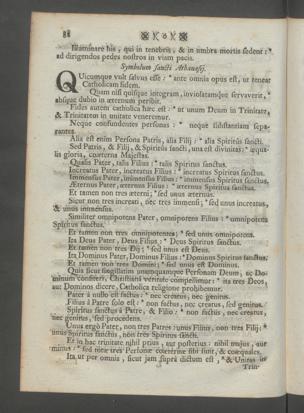 88
Illuminare his, qui in tenebris, & in umbra mortis sedent: *
ad dirigendos pedes nostros in viam pacis.
Symbolum sancti Athanasij.
QUicumque vult salvus esse: * ante omnia opus est, ut teneat
Catholicam fidem.
Quam nisi quisque integram, inviolatamque servaverit, *
absque dubio in æternum peribit.
Fides autem catholica hæc est: * ut unum Deum in Trinitate,
& Trinitatem in unitate veneremur.
Neque confundentes personas: * neque substantiam sepa-
rantes.
Alia est enim Persona Patris, alia Filij: * alia Spiritus sancti.
Sed Patris, & Filij, & Spiritus sancti, una est divinitas: * æqua-
lis gloria, coæterna Majestas.
Qualis Pater, talis Filius: * talis Spiritus sanctus.
Increatus Pater, increatus Filius: * increatus Spiritus sanctus.
Immensus Pater, immensus Filius: * immensus Spiritus sanctus.
Æternus Pater, æternus Filius: * æternus Spiritus sanctus.
Et tamen non tres æterni: * sed unus æternus.
Sicut non tres increati, nec tres immensi: * sed unus increatus,
& unus immensus.
Similiter omnipotens Pater, omnipotens Filius: * omnipotens
Spiritus sanctus.
Et tamen non tres omnipotentes: * sed unus omnipotens.
Ita Deus Pater, Deus Filius: * Deus Spiritus sanctus.
Et tamen non tres Dij: * sed unus est Deus.
Ita Dominus Pater, Dominus Filius: * Dominus Spiritus sanctus.
Et tamen non tres Domini: * sed unus est Dominus.
Quia sicut singillatim unamquamque Personam Deum, ac Do-
minum confiteri, Christiana veritate compellimur: * ita tres Deos,
aut Dominos dicere, Catholica religione prohibemur.
Pater à nullo est factus: * nec creatus, nec genitus.
Filius à Patre solo est: * non factus, nec creatus, sed genitus.
Spiritus sanctus à Patre, & Filio: * non factus, nec creatus,
nec genitus, sed procedens.
Unus ergò Pater, non tres Patres: unus Filius, non tres Filij: *
unus Spiritus sanctus, non tres Spiritus sancti.
Et in hac trinitate nihil prius, aut posterius: nihil majus, aut
minus: * sed totæ tres Personæ coæternæ sibi sunt, & coæquales.
Ita ut per omnia, sicut jam suprà dictum est, * & Unitas in
Trin-